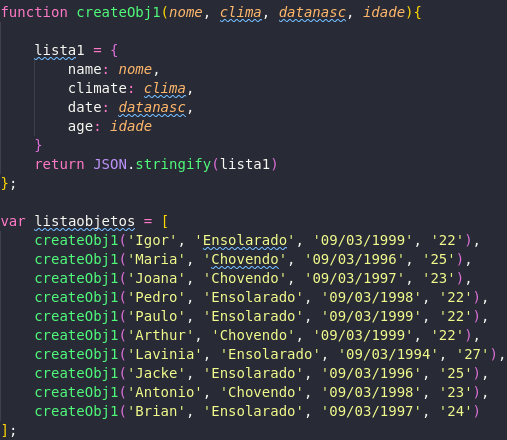 function createObj1(nome, clima, datanasc, idade){
lista1 = {
name: nome,
climate: clima,
date: datanasc,
age: idade
}
return JSON.stringify(lista1)
};
var listaobjetos = [
createObj1('Igor', 'Ensolarado', '09/03/1999', '22'),
createObj1('Maria', 'Chovendo', '09/03/1996', '25'),
createObj1('Joana', 'Chovendo', '09/03/1997', '23'),
createObj1('Pedro', 'Ensolarado', '09/03/1998', '22'),
createObj1('Paulo', 'Ensolarado', '09/03/1999', '22'),
createObj1('Arthur', 'Chovendo', '09/03/1999', '22'),
createObj1('Lavinia', 'Ensolarado', '09/03/1994', '27'),
createObj1('Jacke', 'Ensolarado', '09/03/1996', '25'),
createObj1('Antonio', 'Chovendo', '09/03/1998', '23'),
createObj1('Brian', 'Ensolarado', '09/03/1997', '24')
];